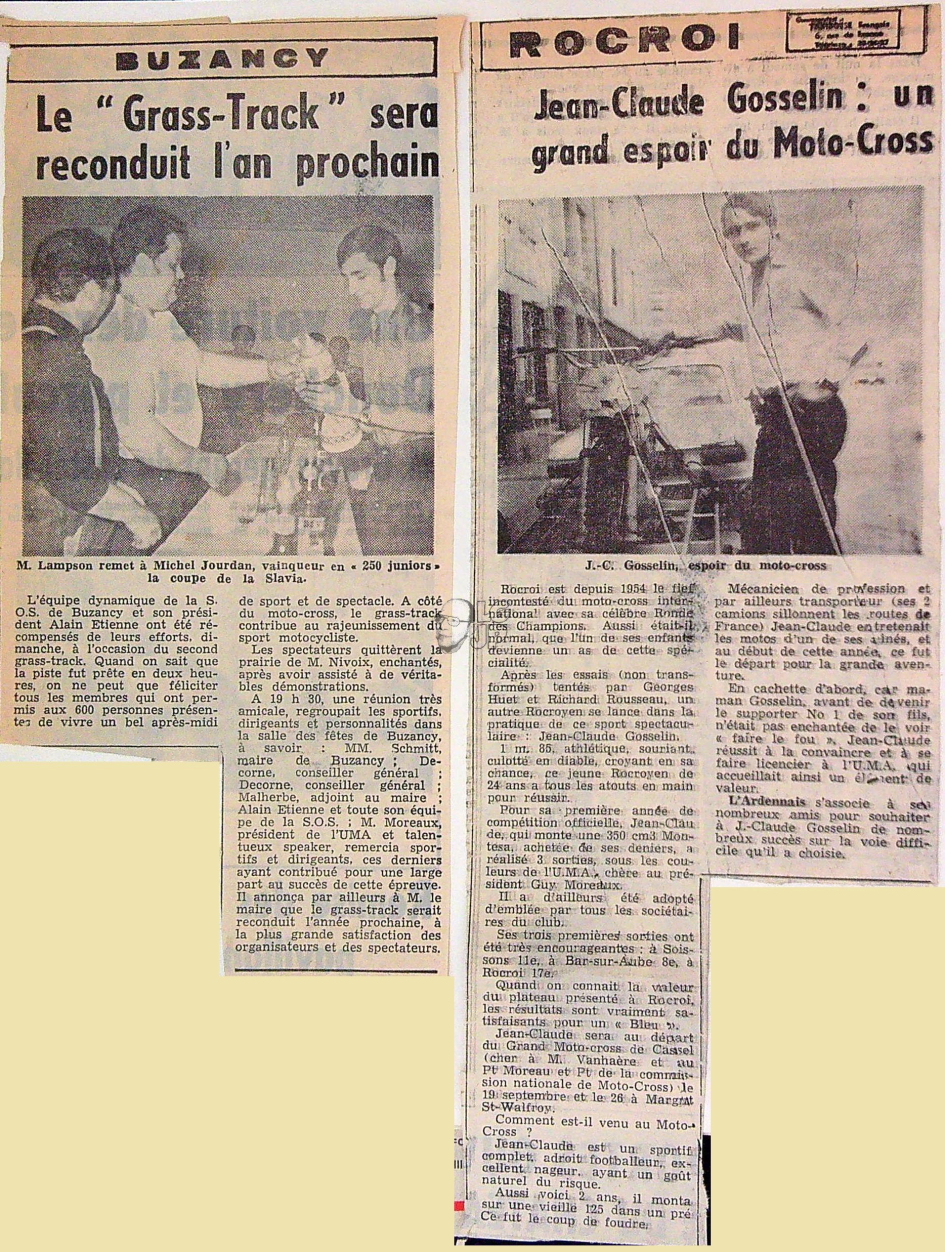 BUZANCY
Le "Grass-Track" sera
reconduit l'an prochain
M. Lampson remet à Michel Jourdan, vainqueur en « 250 juniors »
la coupe de la Slavia.
L'équipe dynamique de la S.
O.S. de Buzancy et son prési-
dent Alain Etienne ont été ré-
compensés de leurs efforts, di-
manche, à l'occasion du second
grass-track. Quand on sait que
la piste fut prête en deux heu-
res, on ne peut que féliciter
tous les membres qui ont per-
mis aux 600 personnes présen-
tes de vivre un bel après-midi
de sport et de spectacle. A côté
du moto-cross, le grass-track
contribue au rajeunissement du
sport motocycliste.
Les spectateurs quittèrent la
prairie de M. Nivoix, enchantés,
après avoir assisté à de vérita-
bles démonstrations.
A 19 h 30, une réunion très
amicale, regroupait les sportifs,
dirigeants et personnalités dans
la salle des fêtes de Buzancy,
à savoir : MM. Schmitt,
maire de Buzancy ; De-
corne, conseiller général ;
Decorne, conseiller général ;
Malherbe, adjoint au maire ;
Alain Etienne et toute son équi-
pe de la S.O.S. ; M. Moreaux,
président de l'UMA et talen-
tueux speaker, remercia spor-
tifs et dirigeants, ces derniers
ayant contribué pour une large
part au succès de cette épreuve.
Il annonça par ailleurs à M. le
maire que le grass-track serait
reconduit l'année prochaine, à
la plus grande satisfaction des
organisateurs et des spectateurs.
ROCROI
Jean-Claude Gosselin : un
grand espoir du Moto-Cross
J.-C. Gosselin, espoir du moto-cross
Rocroi est depuis 1954 le fief
incontesté du moto-cross inter-
national avec sa célèbre Ronde
des Champions. Aussi était-il
normal, que l'un de ses enfants
devienne un as de cette spé-
cialité.
Après les essais (non trans-
formés) tentés par Georges
Huet et Richard Rousseau, un
autre Rocroyen se lance dans la
pratique de ce sport spectacu-
laire : Jean-Claude Gosselin.
1 m. 85, athlétique, souriant,
culotté en diable, croyant en sa
chance, ce jeune Rocroyen de
24 ans a tous les atouts en main
pour réussir.
Pour sa première année de
compétition officielle, Jean-Clau
de, qui monte une 350 cm3 Mon-
tesa, achetée de ses deniers, a
réalisé 3 sorties, sous les cou-
leurs de l'U.M.A., chère au pré-
sident Guy Moreaux.
Il a d'ailleurs été adopté
d'emblée par tous les sociétai-
res du club.
Ses trois premières sorties ont
été très encourageantes : à Sois-
sons 11e, à Bar-sur-Aube 8e, à
Rocroi 17e.
Quand on connait la valeur
du plateau présenté à Rocroi,
les résultats sont vraiment sa-
tisfaisants pour un « Bleu ».
Jean-Claude sera au départ
du Grand Moto-cross de Cassel
(cher à M. Vanhaère et au
Pt Moreau et Pt de la commis-
sion nationale de Moto-Cross) le
19 septembre et le 26 à Margut
St-Walfroy.
Comment est-il venu au Moto-
Cross ?
Jean-Claude est un sportif
complet, adroit footballeur, ex-
cellent nageur, ayant un goût
naturel du risque.
Aussi voici 2 ans, il monta
sur une vieille 125 dans un pré
Ce fut le coup de foudre.
Mécanicien de profession et
par ailleurs transporteur (ses 2
camions sillonnent les routes de
France) Jean-Claude entretenait
les motos d'un de ses aînés, et
au début de cette année, ce fut
le départ pour la grande aven-
ture.
En cachette d'abord, car ma-
man Gosselin, avant de devenir
le supporter No 1 de son fils,
n'était pas enchantée de le voir
« faire le fou », Jean-Claude
réussit à la convaincre et à se
faire licencier à l'U.M.A. qui
accueillait ainsi un élément de
valeur.
L'Ardennais s'associe à ses
nombreux amis pour souhaiter
à J.-Claude Gosselin de nom-
breux succès sur la voie diffi-
cile qu'il a choisie.